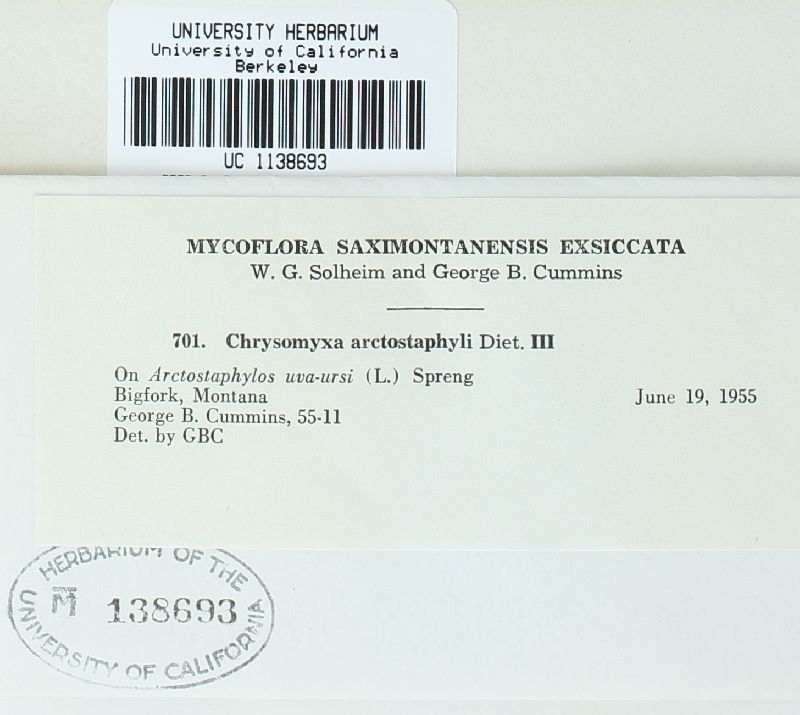 UNIVERSITY HERBARIUM
University of California
Berkeley
UC 1138693
MYCOFLORA SAXIMONTANENSIS EXSICCATA
W. G. Solheim and George B. Cummins
701. Chrysomyxa arctostaphyli Diet. III
On Arctostaphylos uva-ursi (L.) Spreng
Bigfork, Montana June 19, 1955
George B. Cummins, 55-11
Det. by GBC
HERBARIUM OF THE
M 138693
UNIVERSITY OF CALIFORNIA